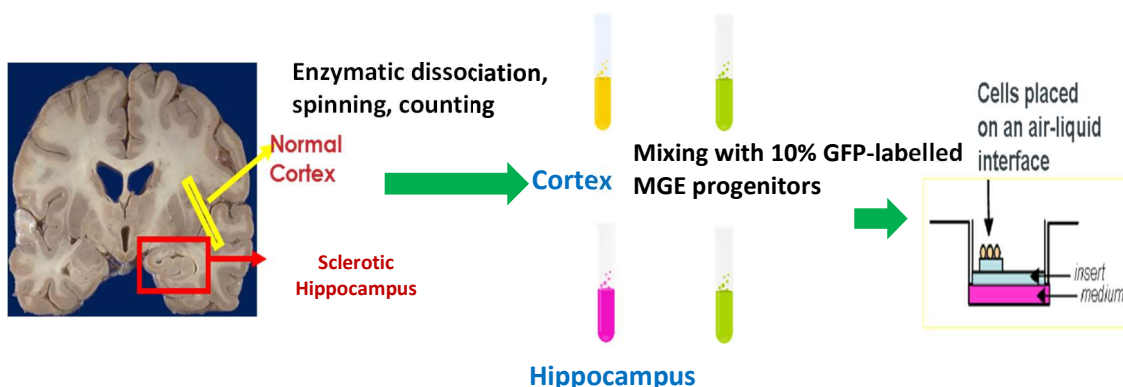 Enzymatic dissociation,
spinning, counting
Normal
Cortex
Sclerotic
Hippocampus
Cortex
Mixing with 10% GFP-labelled
MGE progenitors
Hippocampus
Cells placed
on an air-liquid
interface
insert
medium